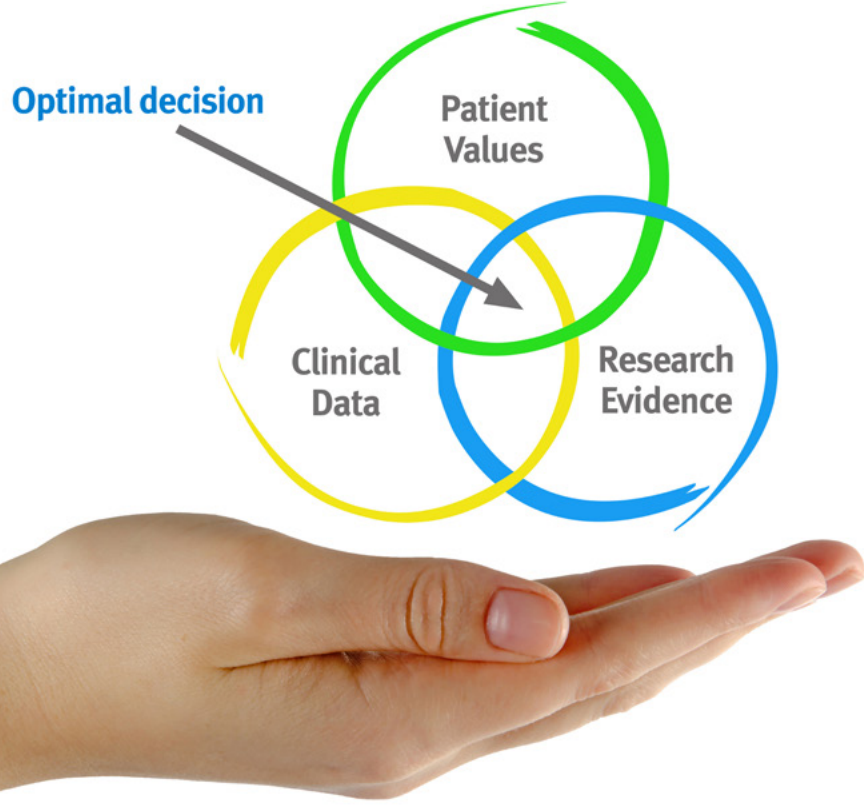 Optimal decision
Patient
Values
Clinical
Data
Research
Evidence